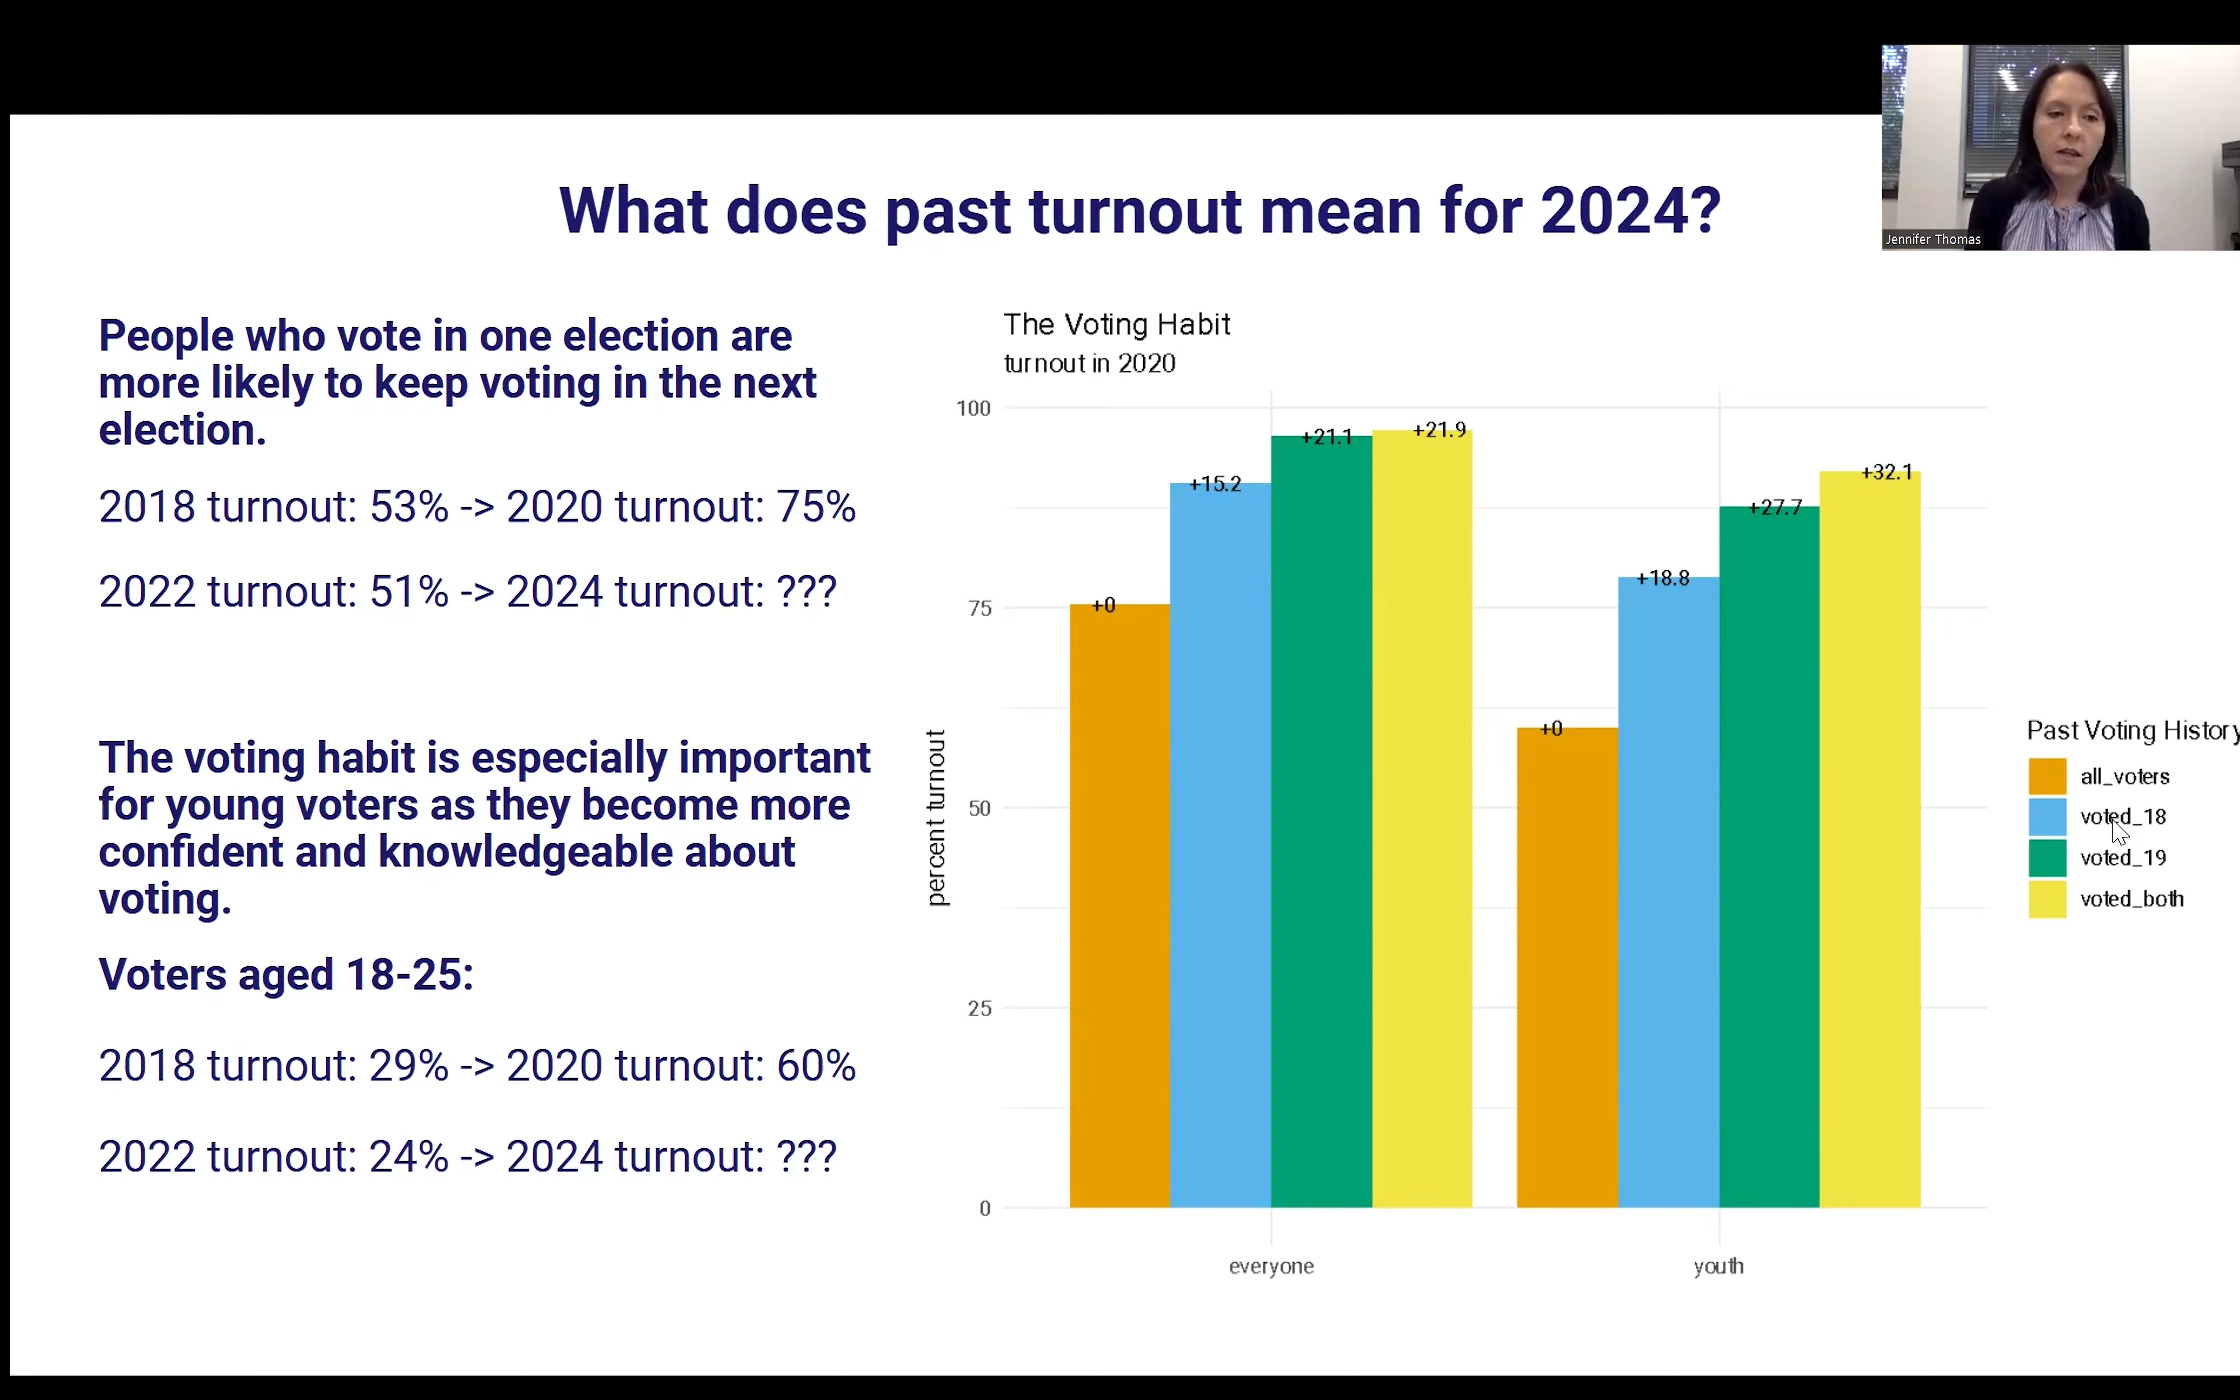 What does past turnout mean for 2024?
Jennifer Thomas
People who vote in one election are
more likely to keep voting in the next
election.
2018 turnout: 53% -> 2020 turnout: 75%
2022 turnout: 51% -> 2024 turnout: ???
The voting habit is especially important
for young voters as they become more
confident and knowledgeable about
voting.
Voters aged 18-25:
2018 turnout: 29% -> 2020 turnout: 60%
2022 turnout: 24% -> 2024 turnout: ???
The Voting Habit
turnout in 2020
percent turnout
100
75
50
25
0
+0
+15.2
+21.1
+21.9
+0
+18.8
+27.7
+32.1
everyone
youth
Past Voting History
all_voters
voted_18
voted_19
voted_both